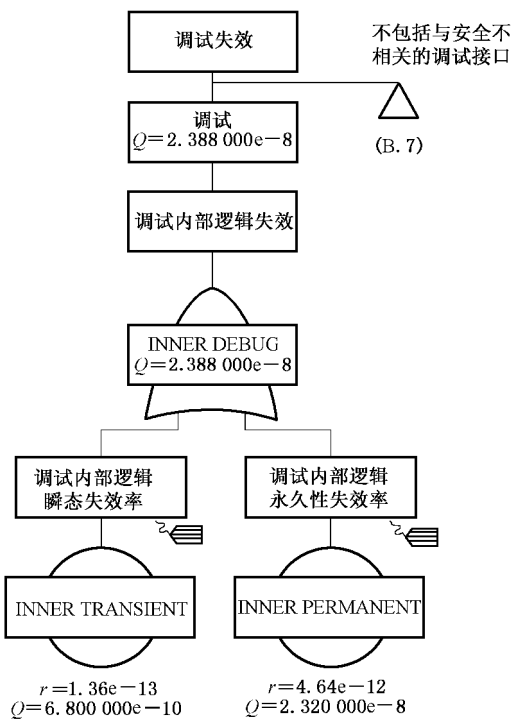 调试失效
不包括与安全不
相关的调试接口
(B.7)
调试
Q=2.388 000e-8
调试内部逻辑失效
INNER DEBUG
Q=2.388 000e-8
调试内部逻辑
瞬态失效率
调试内部逻辑
永久性失效率
INNER TRANSIENT
INNER PERMANENT
r=1.36e-13
Q=6.800 000e-10
r=4.64e-12
Q=2.320 000e-8